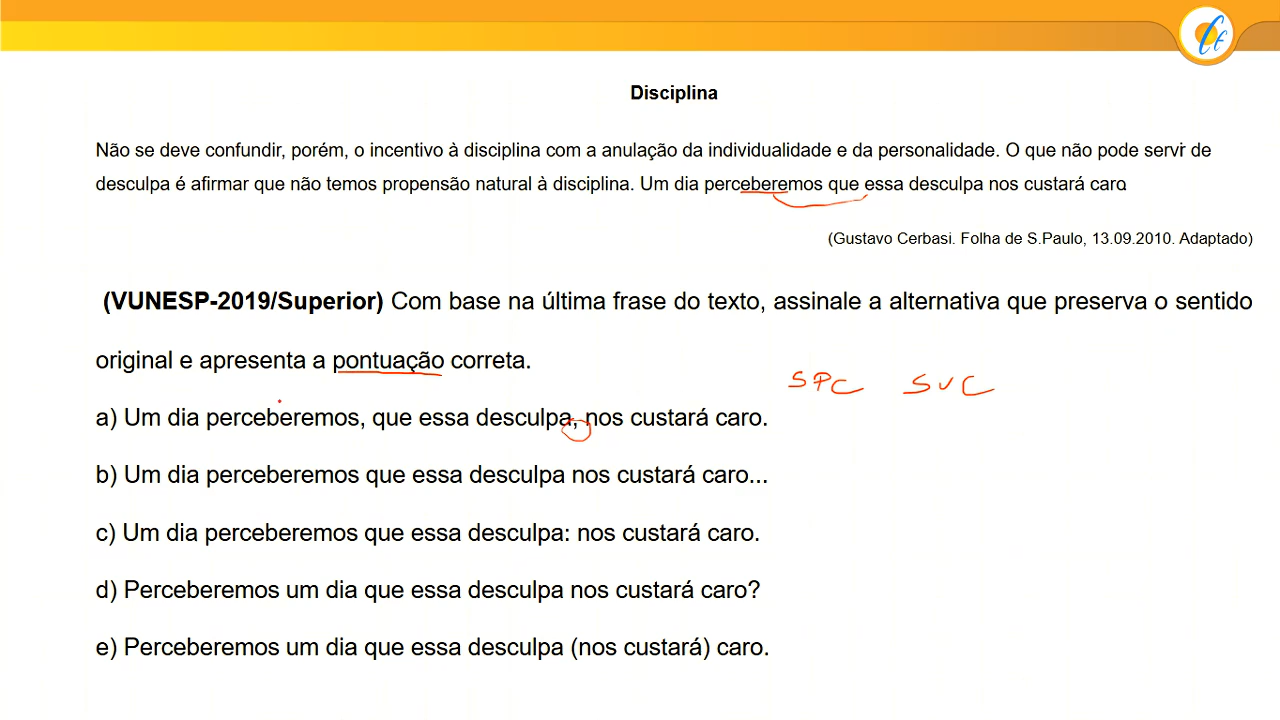 Cf
Disciplina
Não se deve confundir, porém, o incentivo à disciplina com a anulação da individualidade e da personalidade. O que não pode servir de
desculpa é afirmar que não temos propensão natural à disciplina. Um dia perceberemos que essa desculpa nos custará caro.
(Gustavo Cerbasi. Folha de S.Paulo, 13.09.2010. Adaptado)
(VUNESP-2019/Superior) Com base na última frase do texto, assinale a alternativa que preserva o sentido
original e apresenta a pontuação correta.
SPC SVC
a) Um dia perceberemos, que essa desculpa, nos custará caro.
b) Um dia perceberemos que essa desculpa nos custará caro...
c) Um dia perceberemos que essa desculpa: nos custará caro.
d) Perceberemos um dia que essa desculpa nos custará caro?
e) Perceberemos um dia que essa desculpa (nos custará) caro.